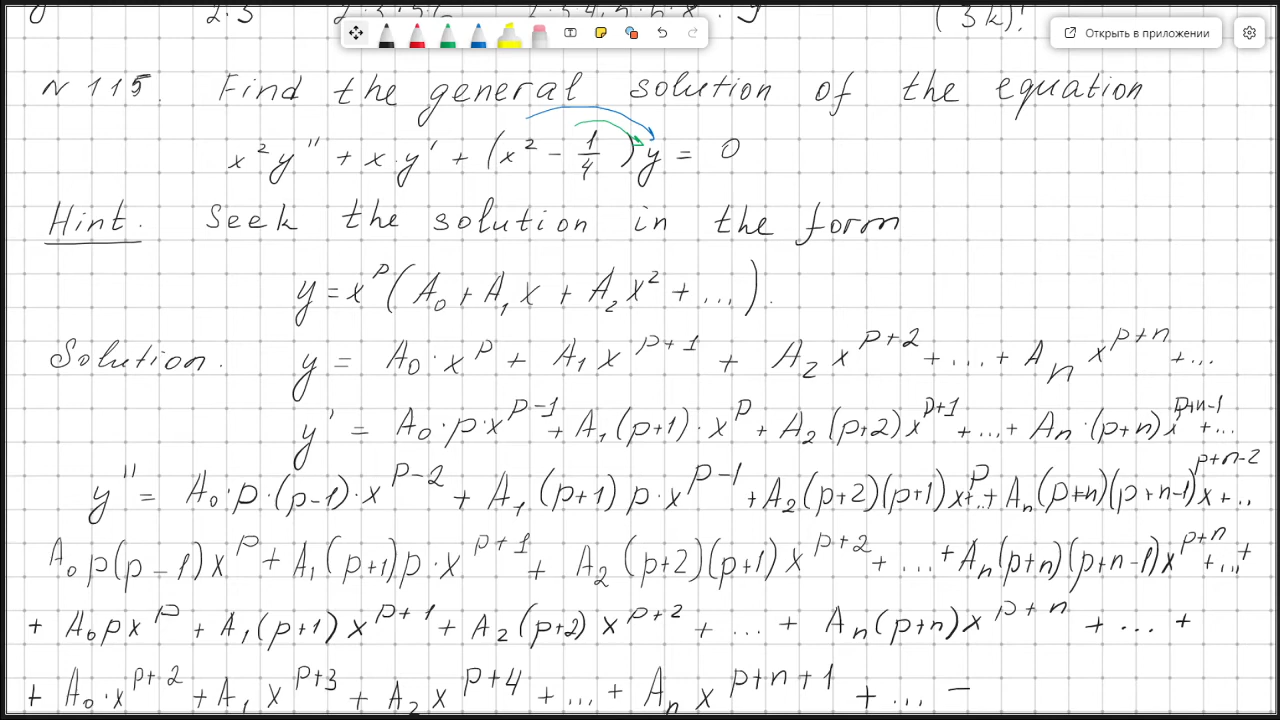 2·3
(3k)!
Открыть в приложении
N 115. Find the general solution of the equation
x²y'' + x·y' + (x² - 1/4)y = 0
Hint. Seek the solution in the form
y = x^p(A₀ + A₁x + A₂x² + ...).
Solution. y = A₀·x^p + A₁x^(p+1) + A₂x^(p+2) + ... + Aₙx^(p+n) + ...
y' = A₀·p·x^(p-1) + A₁(p+1)·x^p + A₂(p+2)x^(p+1) + ... + Aₙ·(p+n)x^(p+n-1) + ...
y'' = A₀·p·(p-1)·x^(p-2) + A₁(p+1)p·x^(p-1) + A₂(p+2)(p+1)x^p + ... + Aₙ(p+n)(p+n-1)x^(p+n-2) + ...
A₀p(p-1)x^p + A₁(p+1)p·x^(p+1) + A₂(p+2)(p+1)x^(p+2) + ... + Aₙ(p+n)(p+n-1)x^(p+n) + ... +
+ A₀px^p + A₁(p+1)x^(p+1) + A₂(p+2)x^(p+2) + ... + Aₙ(p+n)x^(p+n) + ... +
+ A₀·x^(p+2) + A₁x^(p+3) + A₂x^(p+4) + ... + Aₙx^(p+n+1) + ... −